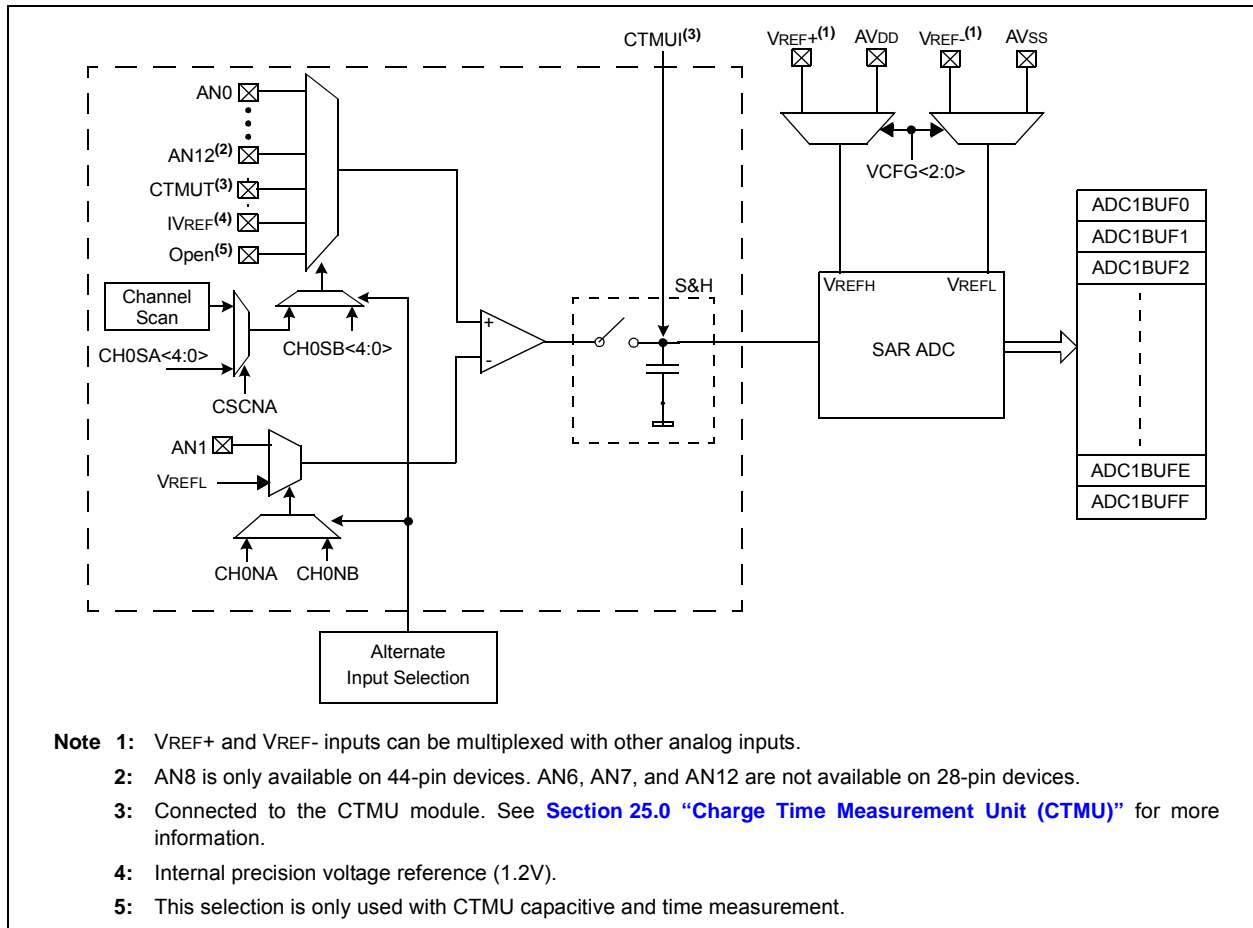 CTMUI(3)
VREF+(1)
AVDD
VREF-(1)
AVSS
AN0
AN12(2)
CTMUT(3)
IVREF(4)
Open(5)
VCFG<2:0>
ADC1BUF0
ADC1BUF1
ADC1BUF2
Channel
Scan
S&H
VREFH
VREFL
CH0SA<4:0>
CH0SB<4:0>
+
-
SAR ADC
CSCNA
AN1
VREFL
ADC1BUFE
ADC1BUFF
CH0NA
CH0NB
Alternate
Input Selection
Note 1: VREF+ and VREF- inputs can be multiplexed with other analog inputs.
2: AN8 is only available on 44-pin devices. AN6, AN7, and AN12 are not available on 28-pin devices.
3: Connected to the CTMU module. See Section 25.0 “Charge Time Measurement Unit (CTMU)” for more
information.
4: Internal precision voltage reference (1.2V).
5: This selection is only used with CTMU capacitive and time measurement.